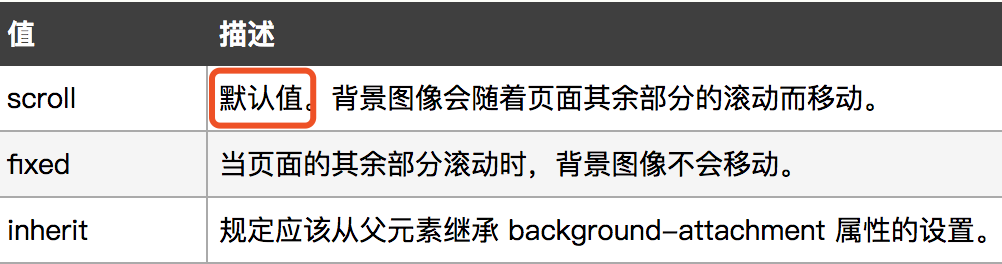 值 描述
scroll 默认值。背景图像会随着页面其余部分的滚动而移动。
fixed 当页面的其余部分滚动时，背景图像不会移动。
inherit 规定应该从父元素继承 background-attachment 属性的设置。